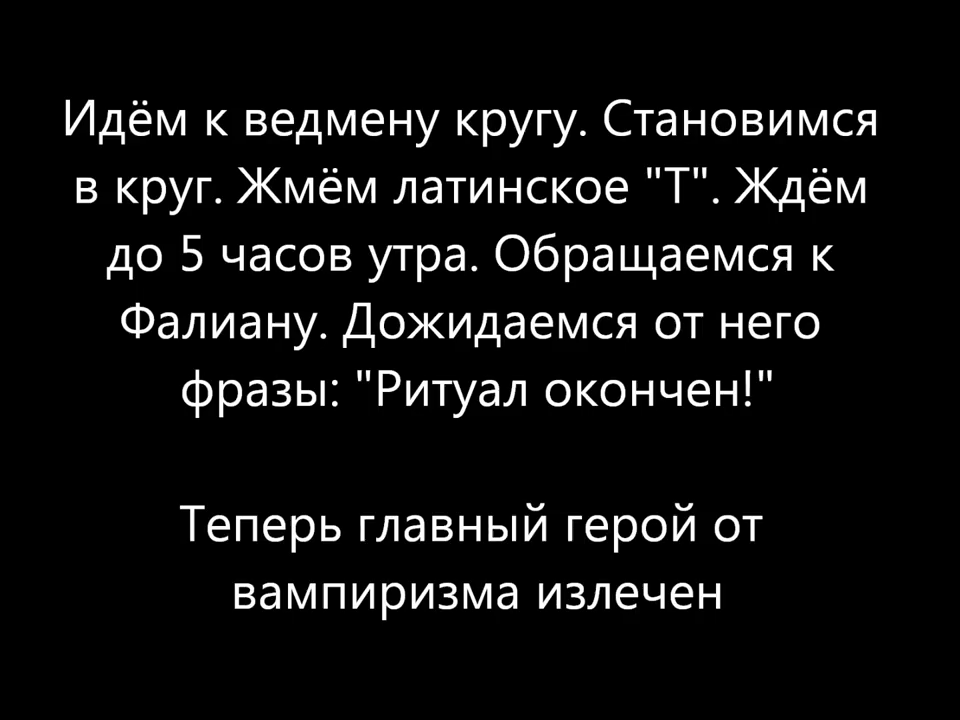 Идём к ведмену кругу. Становимся
в круг. Жмём латинское "Т". Ждём
до 5 часов утра. Обращаемся к
Фалиану. Дожидаемся от него
фразы: "Ритуал окончен!"
Теперь главный герой от
вампиризма излечен